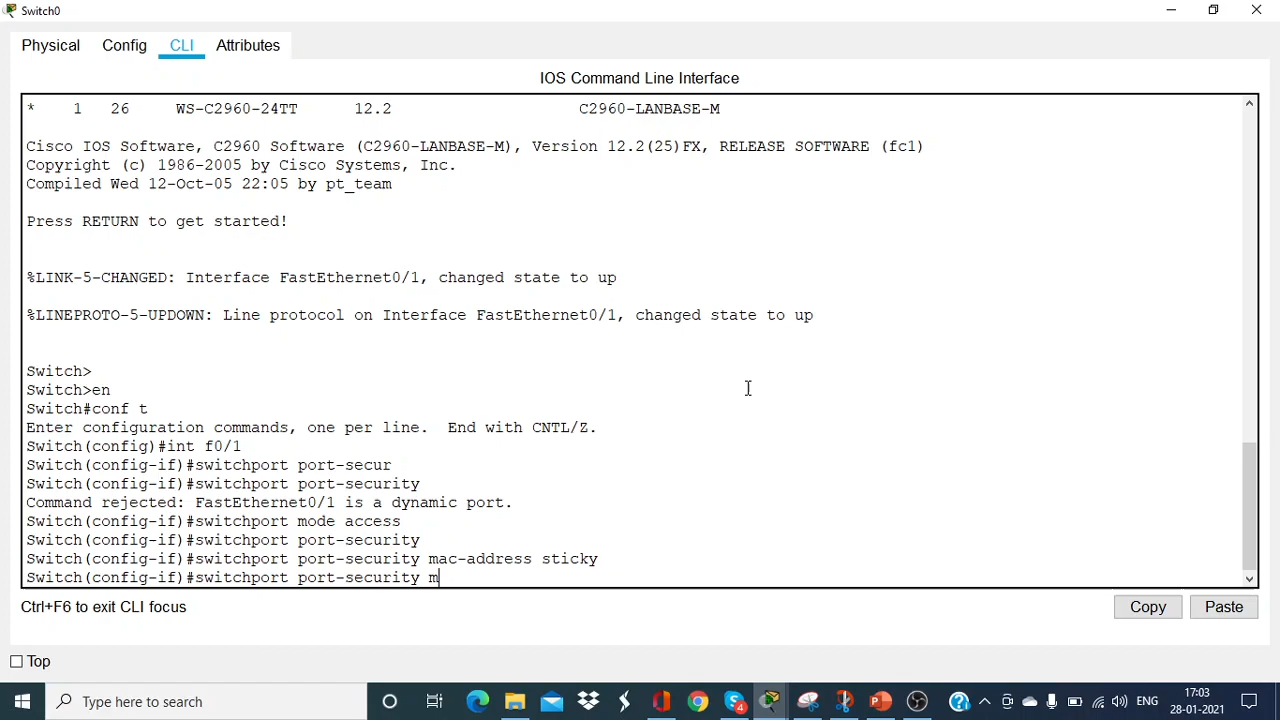 Switch0
Physical Config CLI Attributes
IOS Command Line Interface
* 1 26 WS-C2960-24TT 12.2 C2960-LANBASE-M
Cisco IOS Software, C2960 Software (C2960-LANBASE-M), Version 12.2(25)FX, RELEASE SOFTWARE (fc1)
Copyright (c) 1986-2005 by Cisco Systems, Inc.
Compiled Wed 12-Oct-05 22:05 by pt_team
Press RETURN to get started!
%LINK-5-CHANGED: Interface FastEthernet0/1, changed state to up
%LINEPROTO-5-UPDOWN: Line protocol on Interface FastEthernet0/1, changed state to up
Switch>
Switch>en
Switch#conf t
Enter configuration commands, one per line. End with CNTL/Z.
Switch(config)#int f0/1
Switch(config-if)#switchport port-secur
Switch(config-if)#switchport port-security
Command rejected: FastEthernet0/1 is a dynamic port.
Switch(config-if)#switchport mode access
Switch(config-if)#switchport port-security
Switch(config-if)#switchport port-security mac-address sticky
Switch(config-if)#switchport port-security m
Ctrl+F6 to exit CLI focus
Copy Paste
Top
Type here to search
4
ENG
17:03
28-01-2021